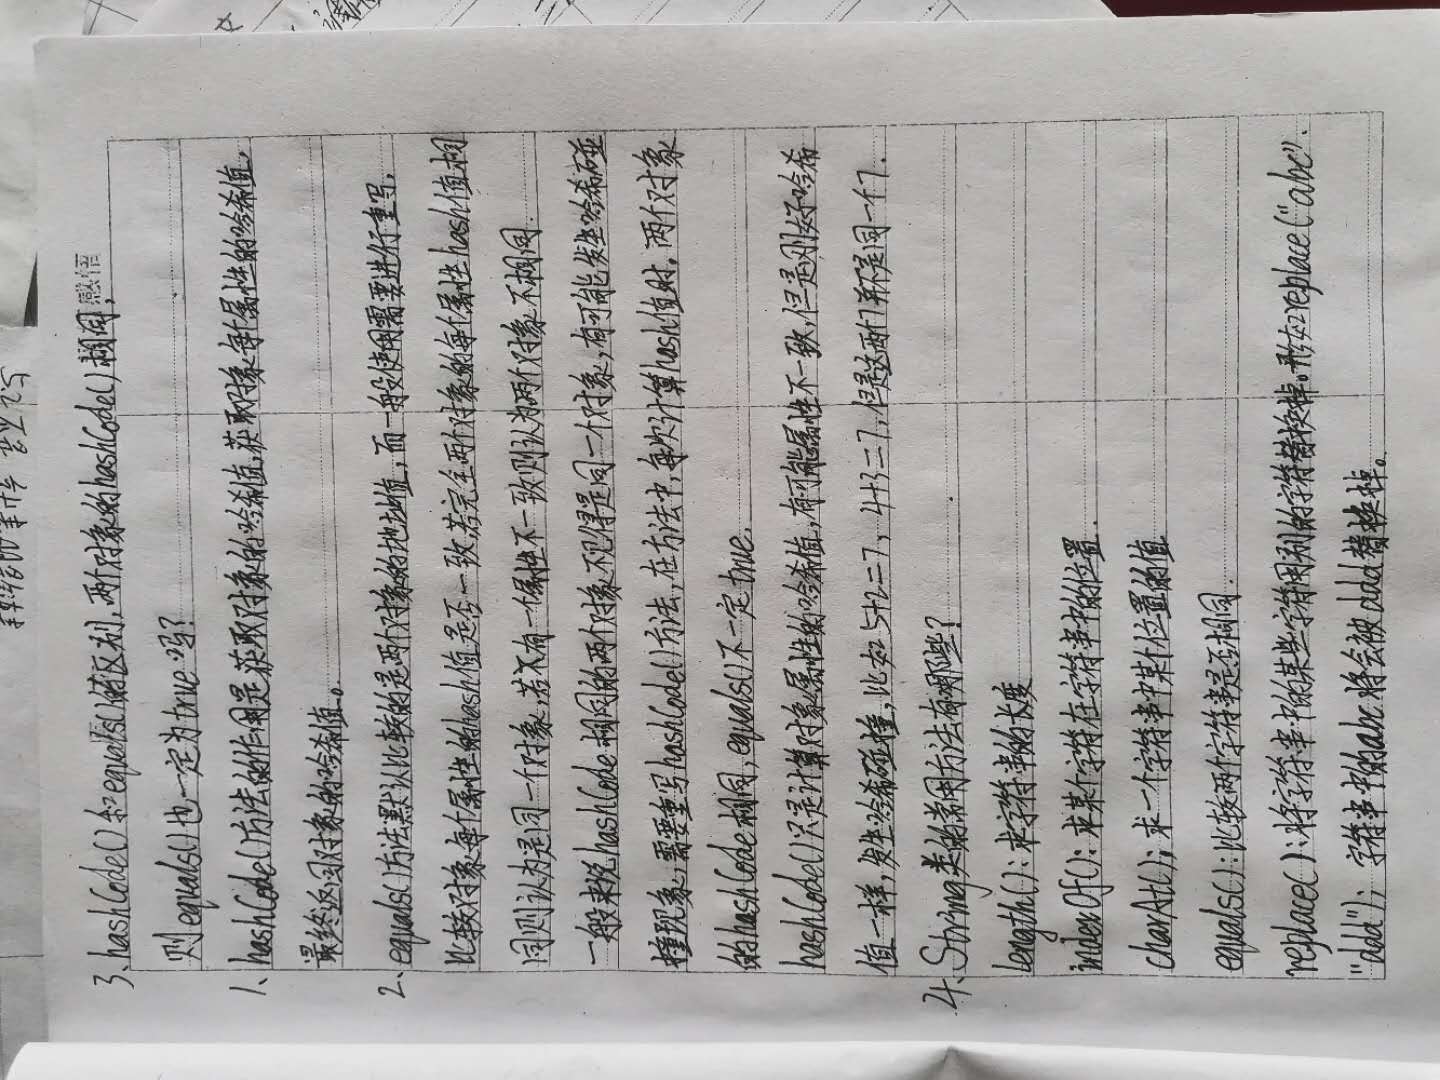 感悟
3、hashCode()和equals()的区别,两个对象的hashCode()相同,
则equals()也一定为true吗?
1、hashCode()方法的作用是获取对象的哈希值,获取对象每个属性的哈希值,
最终返回对象的哈希值。
2、equals()方法默认比较的是两个对象的地址值,而一般使用需要进行重写,
比较对象每个属性的hash值是否一致,若完全两个对象的每个属性hash值相
同则认为是同一个对象,若有一个属性不一致则认为两个对象不相同.
一般来说hashCode相同的两个对象不见得是同一个对象,有可能发生哈希碰
撞现象,需要重写hashCode()方法,在方法中,每次计算hash值时,两个对象
的hashCode相同,equals()不一定true.
hashCode()只是计算对象属性的哈希值,有可能属性不一致,但是刚好哈希
值一样,发生哈希碰撞,比如5+2=7,4+3=7,但是这两7不是同一个7.
4、String类的常用方法有哪些?
length():求字符串的长度
indexOf():求某个字符在字符串中的位置.
charAt();求一个字符串中某个位置的值
equals():比较两个字符串是否相同.
replace():将字符串中的某些字符用别的字符替换掉。形如replace("abc".
"add");字符串中的abc将会被add替换掉。